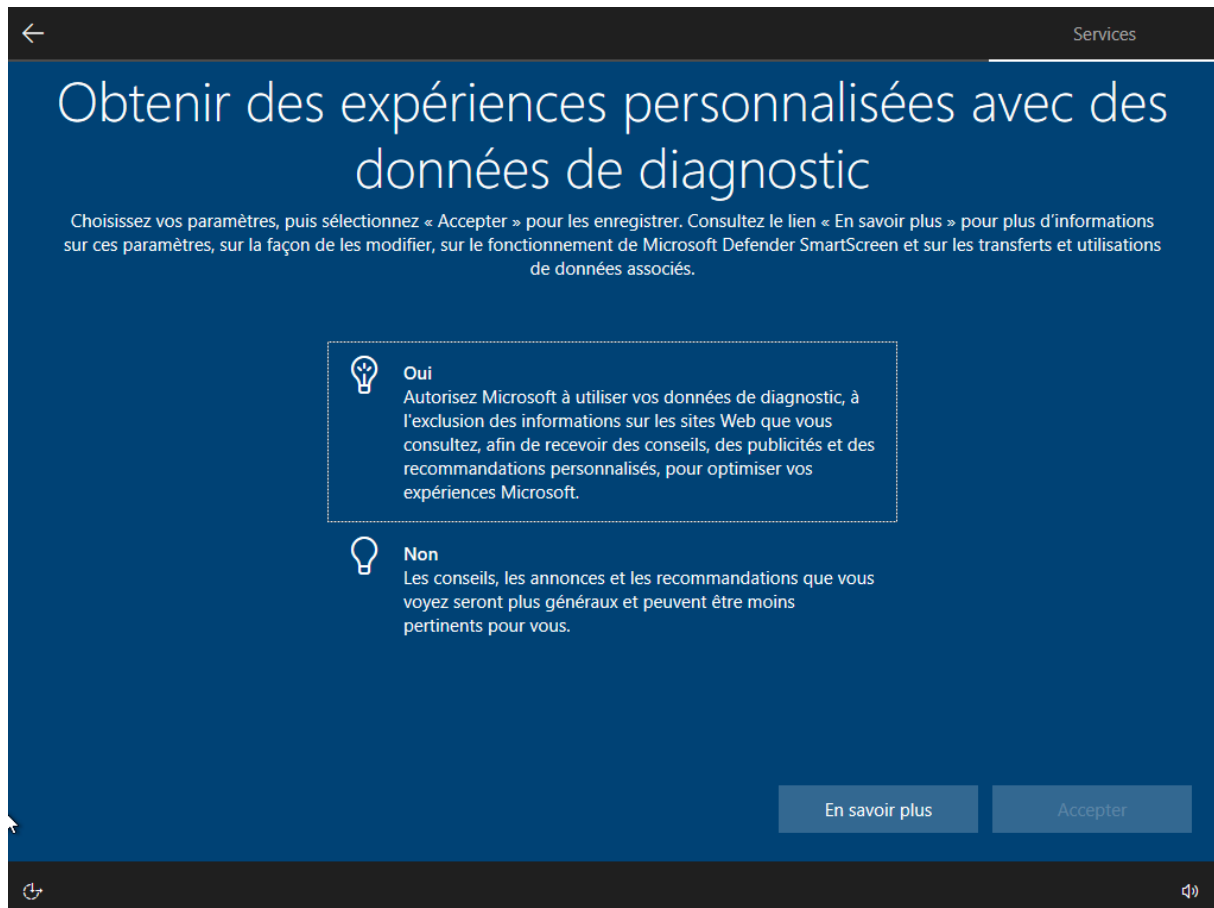 Services
Obtenir des expériences personnalisées avec des
données de diagnostic
Choisissez vos paramètres, puis sélectionnez « Accepter » pour les enregistrer. Consultez le lien « En savoir plus » pour plus d’informations
sur ces paramètres, sur la façon de les modifier, sur le fonctionnement de Microsoft Defender SmartScreen et sur les transferts et utilisations
de données associés.
Oui
Autorisez Microsoft à utiliser vos données de diagnostic, à
l'exclusion des informations sur les sites Web que vous
consultez, afin de recevoir des conseils, des publicités et des
recommandations personnalisés, pour optimiser vos
expériences Microsoft.
Non
Les conseils, les annonces et les recommandations que vous
voyez seront plus généraux et peuvent être moins
pertinents pour vous.
En savoir plus
Accepter